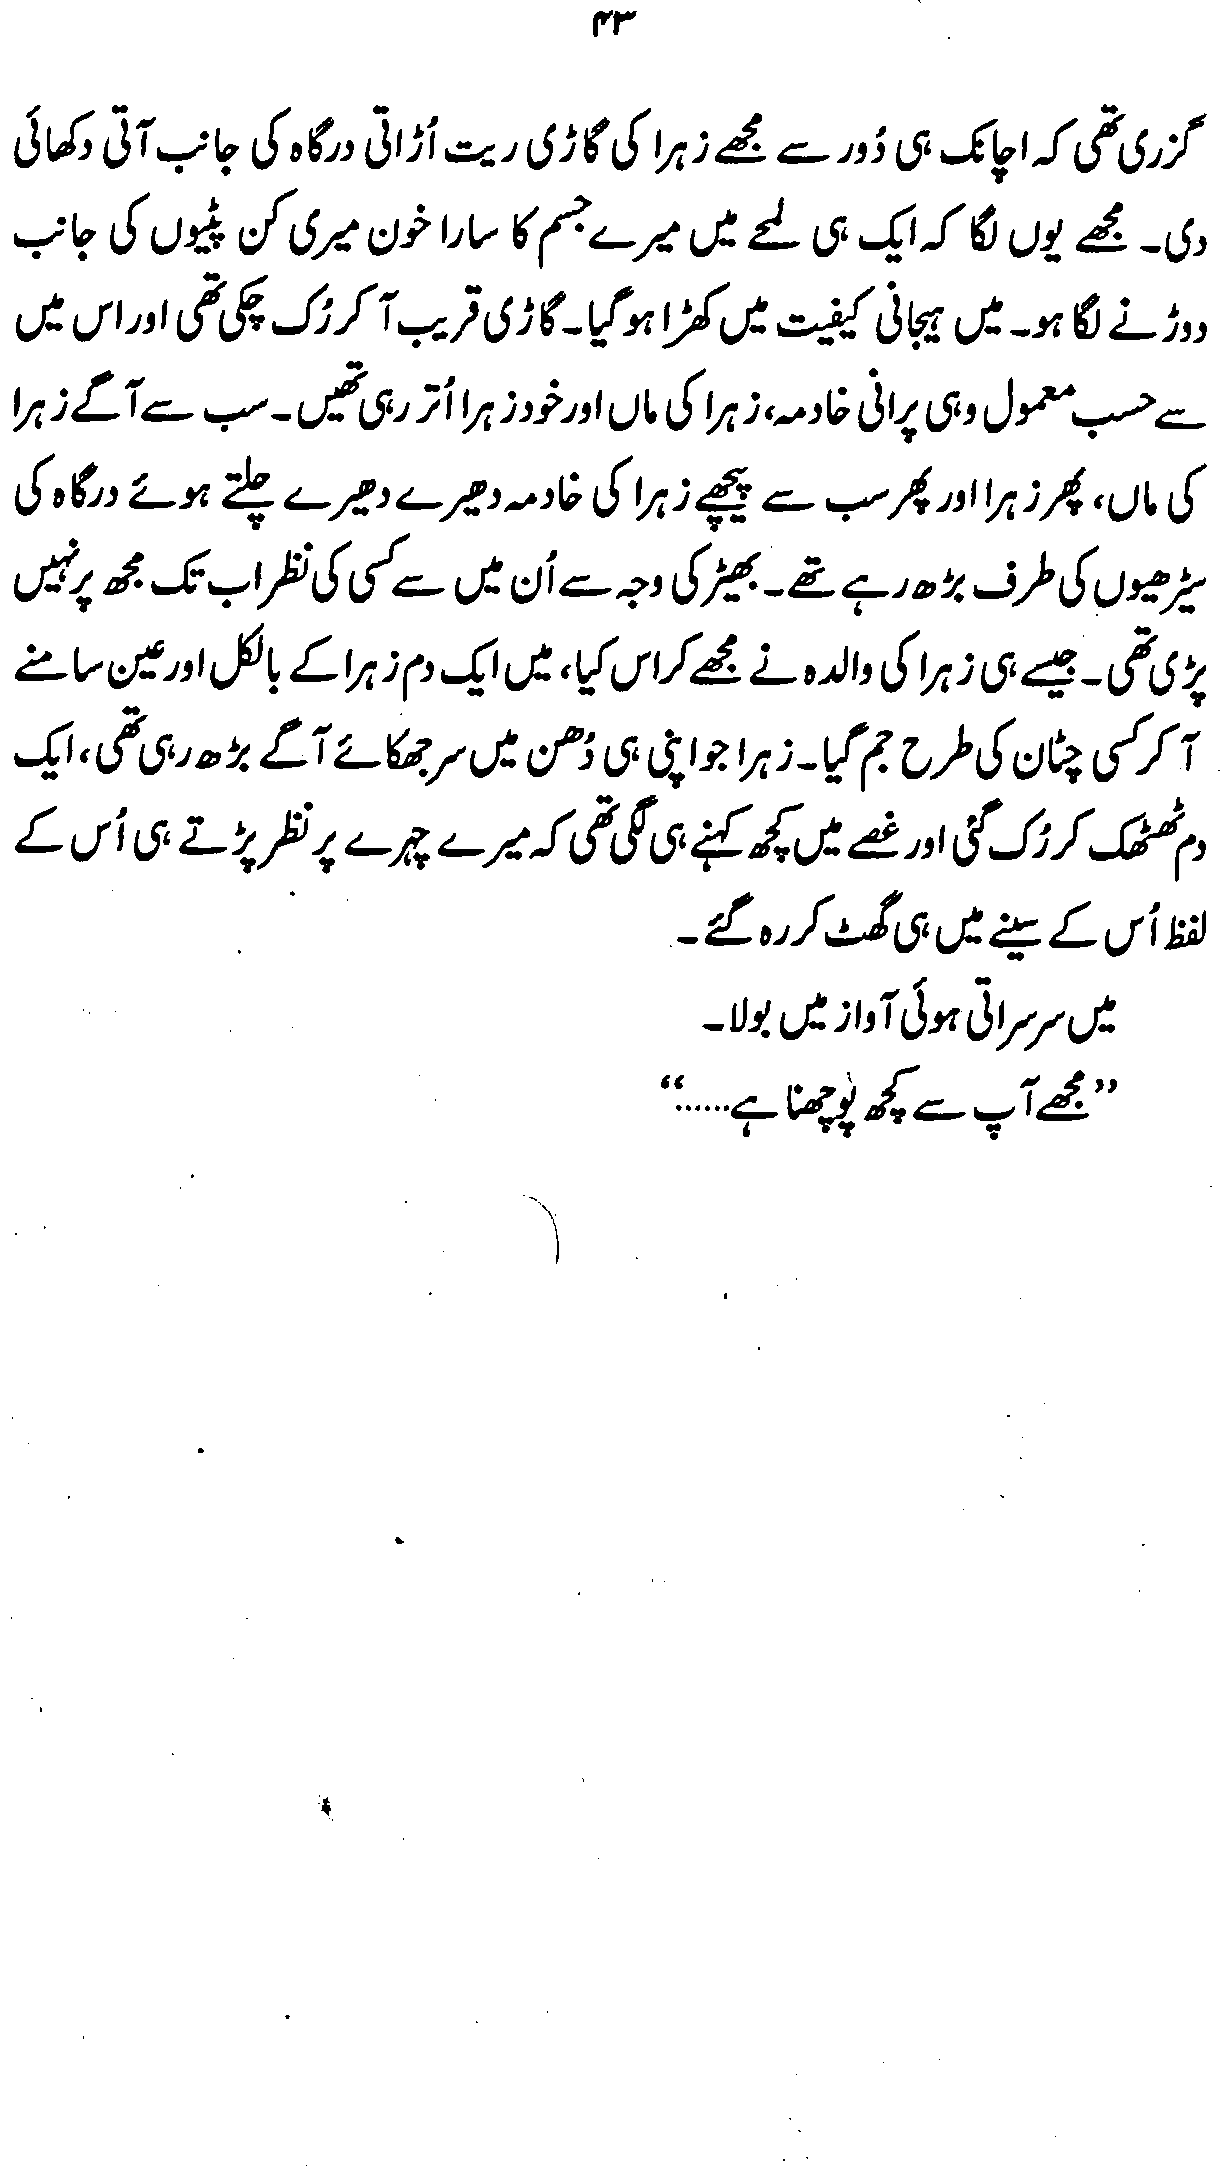 ۴۳
گزری تھی کہ اچانک ہی دُور سے مجھے زہرا کی گاڑی ریت اُڑاتی درگاہ کی جانب آتی دکھائی
دی۔ مجھے یوں لگا کہ ایک ہی لمحے میں میرے جسم کا سارا خون میری کن پٹیوں کی جانب
دوڑنے لگا ہو۔ میں ہیجانی کیفیت میں کھڑا ہو گیا۔ گاڑی قریب آ کر رُک چکی تھی اور اس میں
سے حسب معمول وہی پرانی خادمہ، زہرا کی ماں اور خود زہرا اُتر رہی تھیں۔ سب سے آگے زہرا
کی ماں، پھر زہرا اور پھر سب سے پیچھے زہرا کی خادمہ دھیرے دھیرے چلتے ہوئے درگاہ کی
سیڑھیوں کی طرف بڑھ رہے تھے۔ بھیڑ کی وجہ سے اُن میں سے کسی کی نظر اب تک مجھ پر نہیں
پڑی تھی۔ جیسے ہی زہرا کی والدہ نے مجھے کراس کیا، میں ایک دم زہرا کے بالکل اور عین سامنے
آ کر کسی چٹان کی طرح جم گیا۔ زہرا جو اپنی ہی دُھن میں سر جھکائے آگے بڑھ رہی تھی، ایک
دم ٹھٹھک کر رُک گئی اور غصے میں کچھ کہنے ہی لگی تھی کہ میرے چہرے پر نظر پڑتے ہی اُس کے
لفظ اُس کے سینے میں ہی گھٹ کر رہ گئے۔
میں سرسراتی ہوئی آواز میں بولا۔
”مجھے آپ سے کچھ پُوچھنا ہے......“